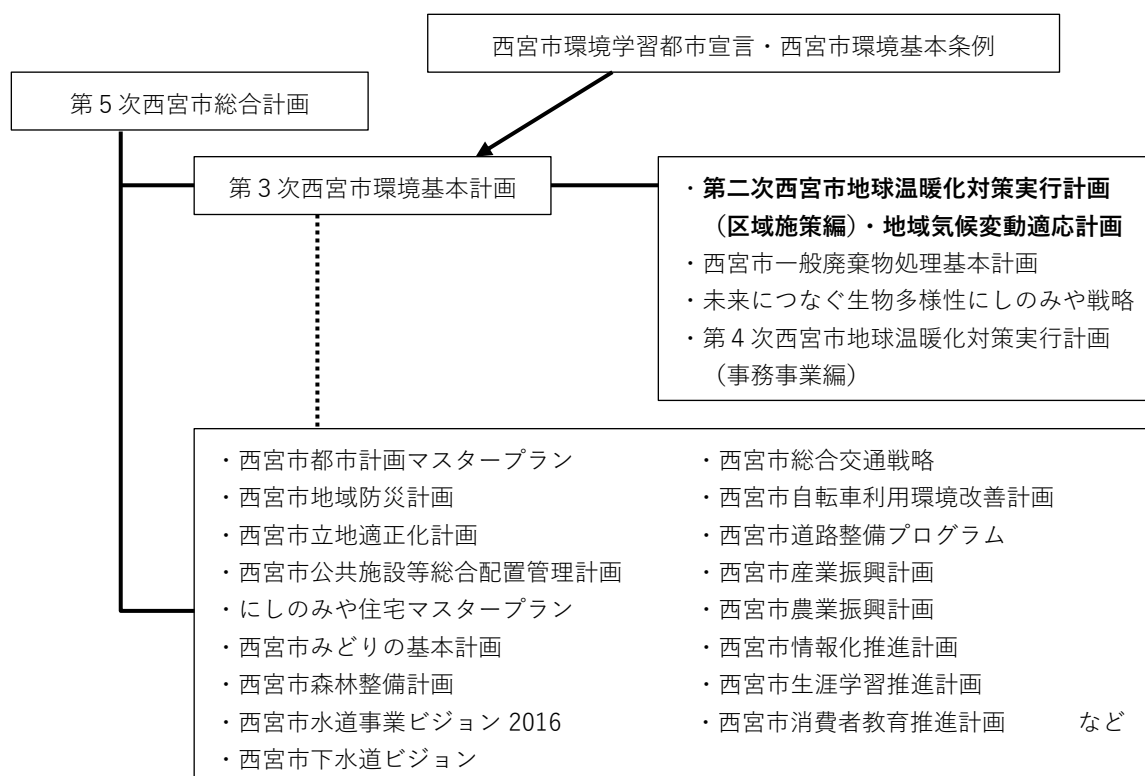 西宮市環境学習都市宣言・西宮市環境基本条例
第5次西宮市総合計画
第3次西宮市環境基本計画
・第二次西宮市地球温暖化対策実行計画
（区域施策編）・地域気候変動適応計画
・西宮市一般廃棄物処理基本計画
・未来につなぐ生物多様性にしのみや戦略
・第4次西宮市地球温暖化対策実行計画
（事務事業編）
・西宮市都市計画マスタープラン
・西宮市地域防災計画
・西宮市立地適正化計画
・西宮市公共施設等総合配置管理計画
・にしのみや住宅マスタープラン
・西宮市みどりの基本計画
・西宮市森林整備計画
・西宮市水道事業ビジョン 2016
・西宮市下水道ビジョン
・西宮市総合交通戦略
・西宮市自転車利用環境改善計画
・西宮市道路整備プログラム
・西宮市産業振興計画
・西宮市農業振興計画
・西宮市情報化推進計画
・西宮市生涯学習推進計画
・西宮市消費者教育推進計画　など